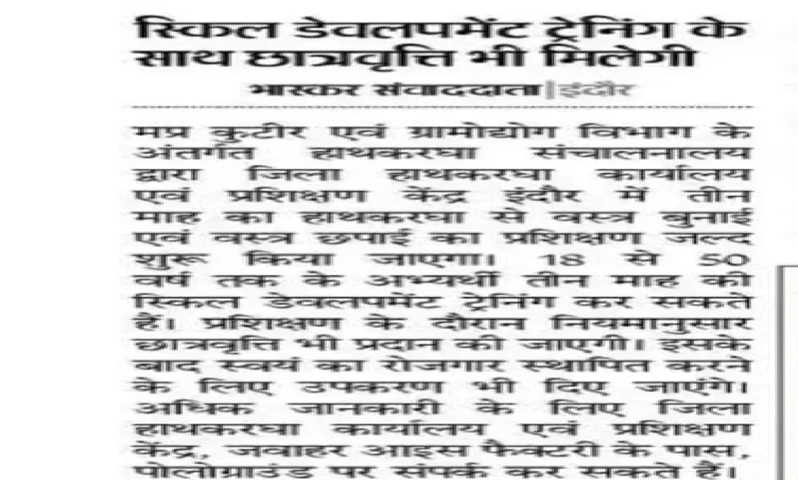 स्किल डेवलपमेंट ट्रेनिंग के
साथ छात्रवृत्ति भी मिलेगी
भास्कर संवाददाता | इंदौर
मप्र कुटीर एवं ग्रामोद्योग विभाग के
अंतर्गत हाथकरघा संचालनालय
द्वारा जिला हाथकरघा कार्यालय
एवं प्रशिक्षण केंद्र इंदौर में तीन
माह का हाथकरघा से वस्त्र बुनाई
एवं वस्त्र छपाई का प्रशिक्षण जल्द
शुरू किया जाएगा। 18 से 50
वर्ष तक के अभ्यर्थी तीन माह की
स्किल डेवलपमेंट ट्रेनिंग कर सकते
हैं। प्रशिक्षण के दौरान नियमानुसार
छात्रवृत्ति भी प्रदान की जाएगी। इसके
बाद स्वयं का रोजगार स्थापित करने
के लिए उपकरण भी दिए जाएंगे।
अधिक जानकारी के लिए जिला
हाथकरघा कार्यालय एवं प्रशिक्षण
केंद्र, जवाहर आइस फैक्टरी के पास,
पोलोग्राउंड पर संपर्क कर सकते हैं।